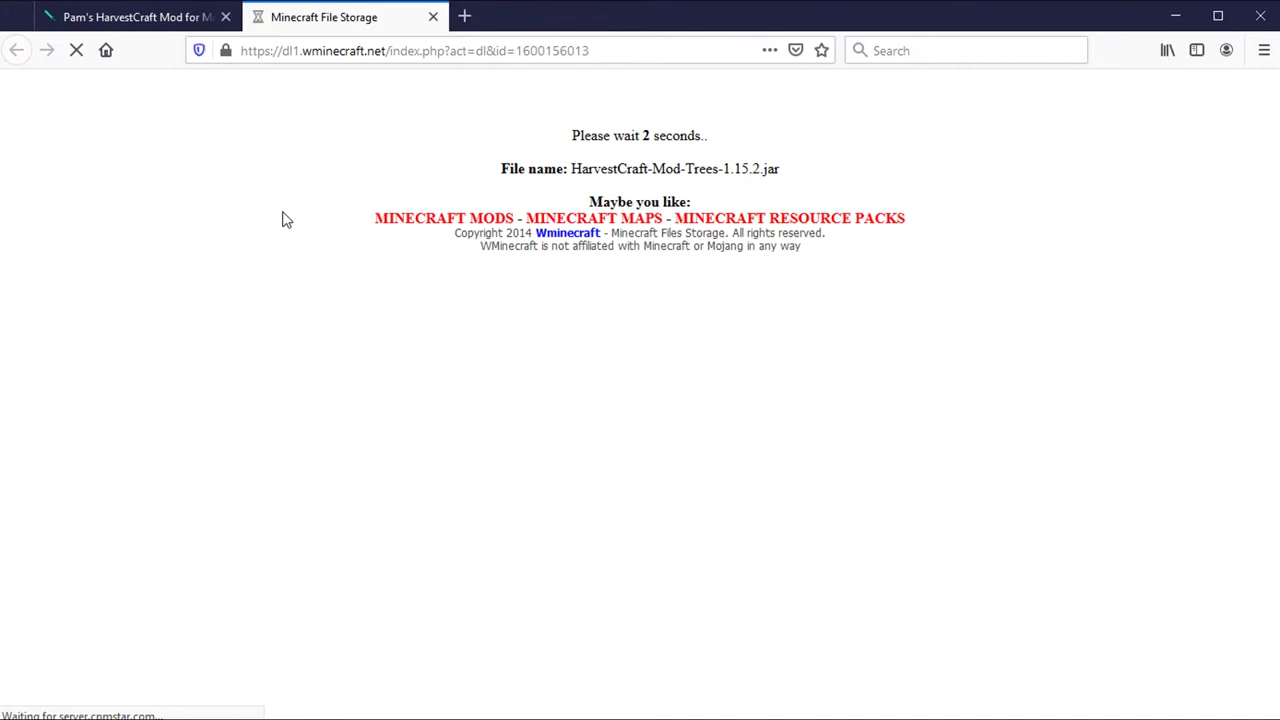 Pam's HarvestCraft Mod for M
Minecraft File Storage
https://dl1.wminecraft.net/index.php?act=dl&id=1600156013
Search
Please wait 2 seconds..
File name: HarvestCraft-Mod-Trees-1.15.2.jar
Maybe you like:
MINECRAFT MODS - MINECRAFT MAPS - MINECRAFT RESOURCE PACKS
Copyright 2014 Wminecraft - Minecraft Files Storage. All rights reserved.
WMinecraft is not affiliated with Minecraft or Mojang in any way
Waiting for server.cpmstar.com...